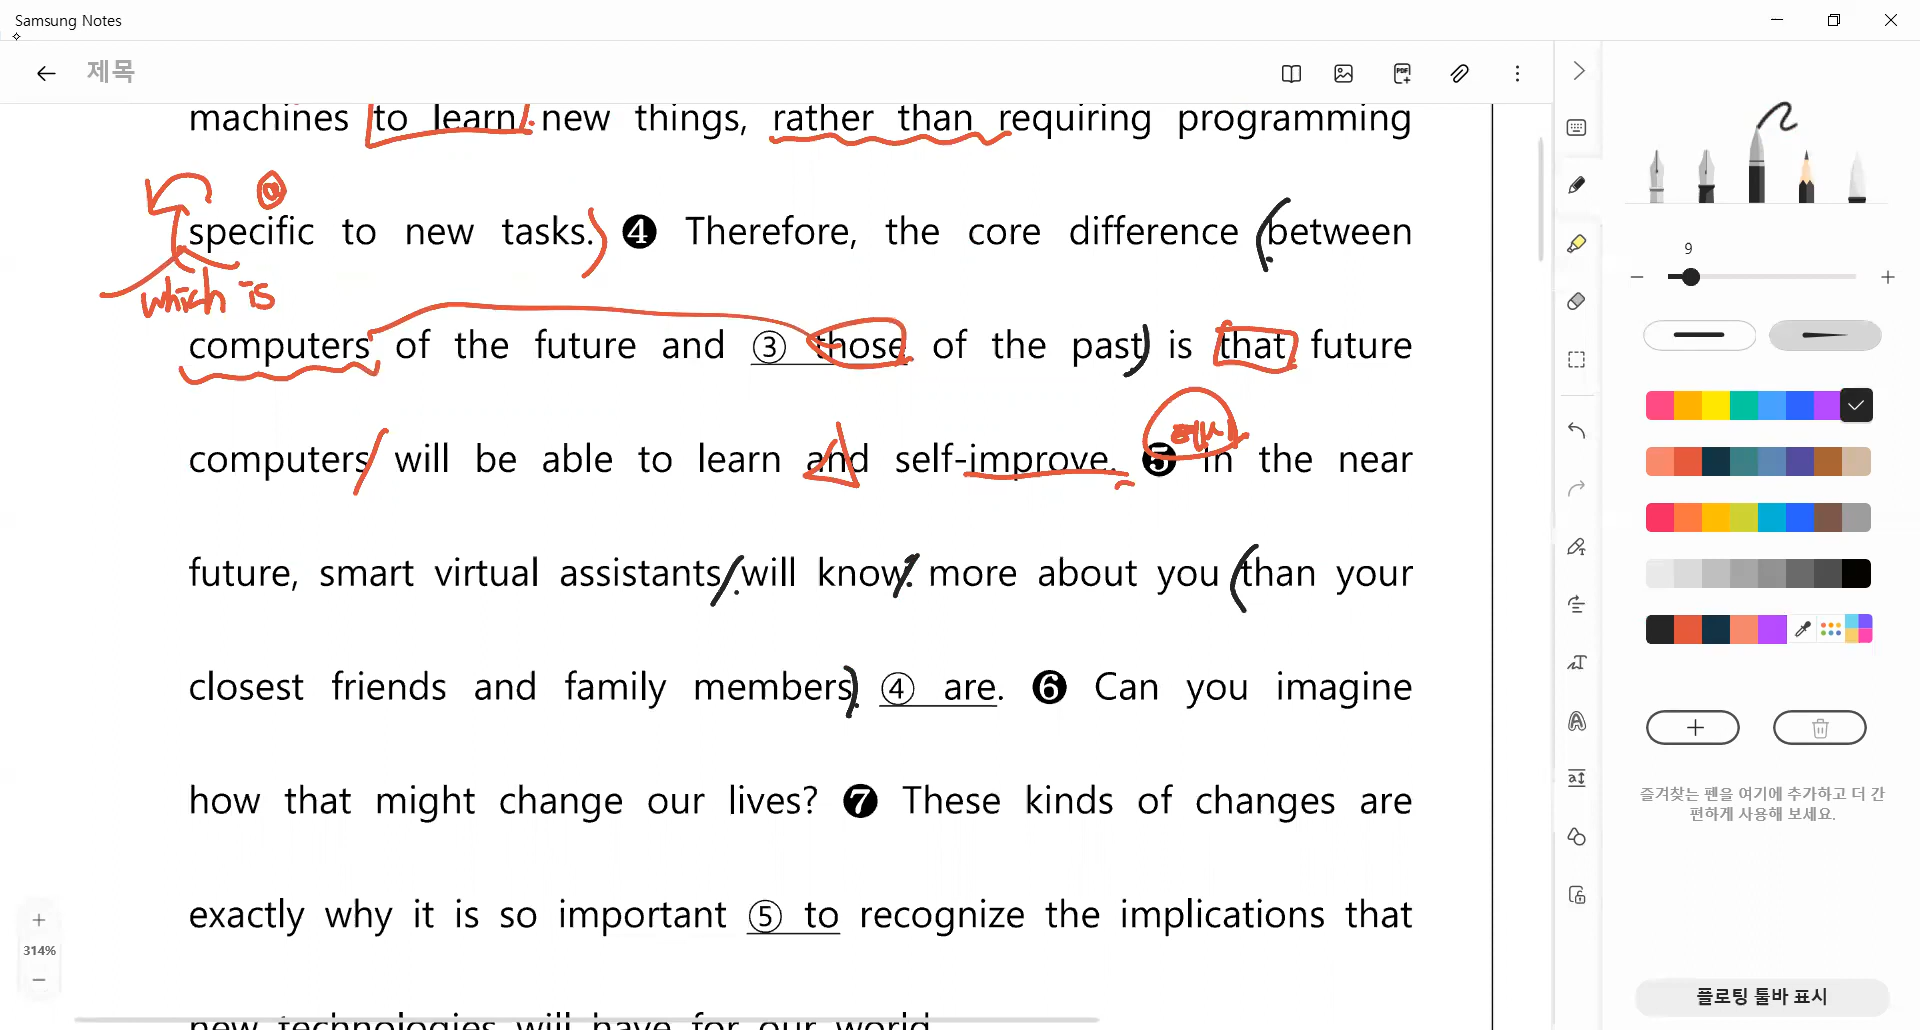 Samsung Notes
제목
machines to learn new things, rather than requiring programming
specific to new tasks. ❹ Therefore, the core difference between
which is
computers of the future and ③ those of the past is that future
computers will be able to learn and self-improve. ❺ In the near
future, smart virtual assistants will know more about you than your
closest friends and family members ④ are. ❻ Can you imagine
how that might change our lives? ❼ These kinds of changes are
exactly why it is so important ⑤ to recognize the implications that
new technologies will have for our world
314%
9
즐겨찾는 펜을 여기에 추가하고 더 간
편하게 사용해 보세요.
플로팅 툴바 표시